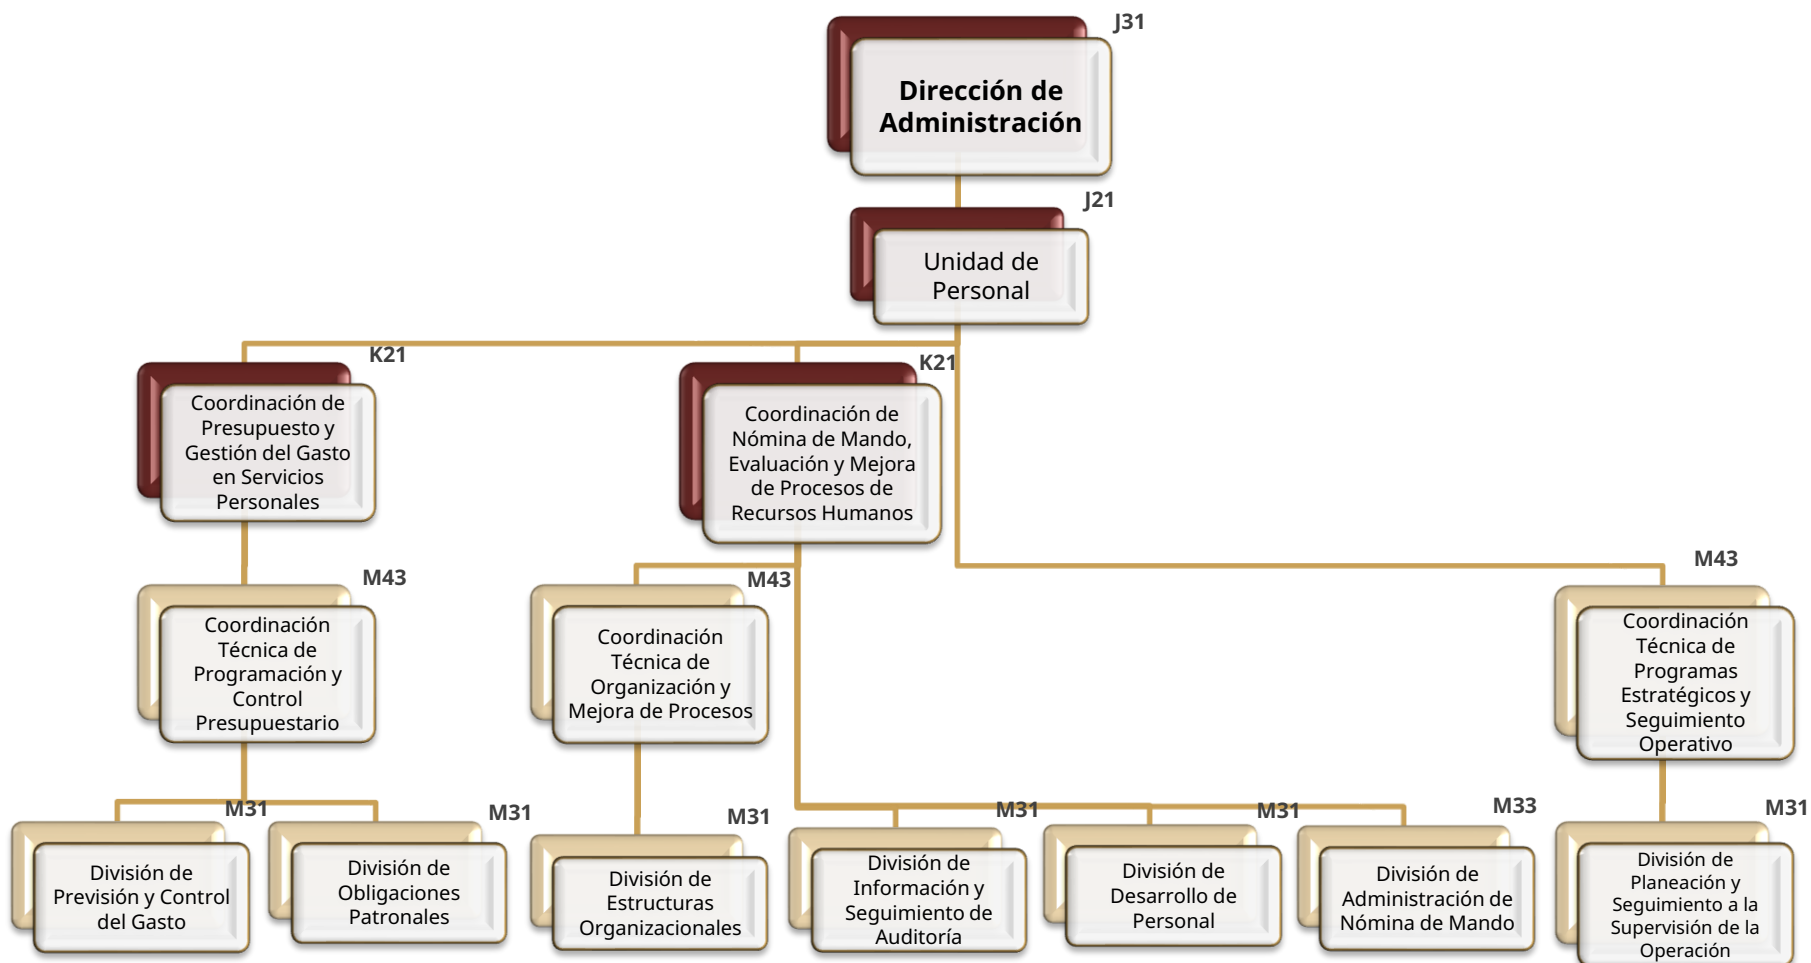 J31
Dirección de
Administración
J21
Unidad de
Personal
K21
Coordinación de
Presupuesto y
Gestión del Gasto
en Servicios
Personales
K21
Coordinación de
Nómina de Mando,
Evaluación y Mejora
de Procesos de
Recursos Humanos
M43
Coordinación
Técnica de
Programación y
Control
Presupuestario
M43
Coordinación
Técnica de
Organización y
Mejora de Procesos
M43
Coordinación
Técnica de
Programas
Estratégicos y
Seguimiento
Operativo
M31
División de
Previsión y Control
del Gasto
M31
División de
Obligaciones
Patronales
M31
División de
Estructuras
Organizacionales
M31
División de
Información y
Seguimiento de
Auditoría
M31
División de
Desarrollo de
Personal
M33
División de
Administración de
Nómina de Mando
M31
División de
Planeación y
Seguimiento a la
Supervisión de la
Operación